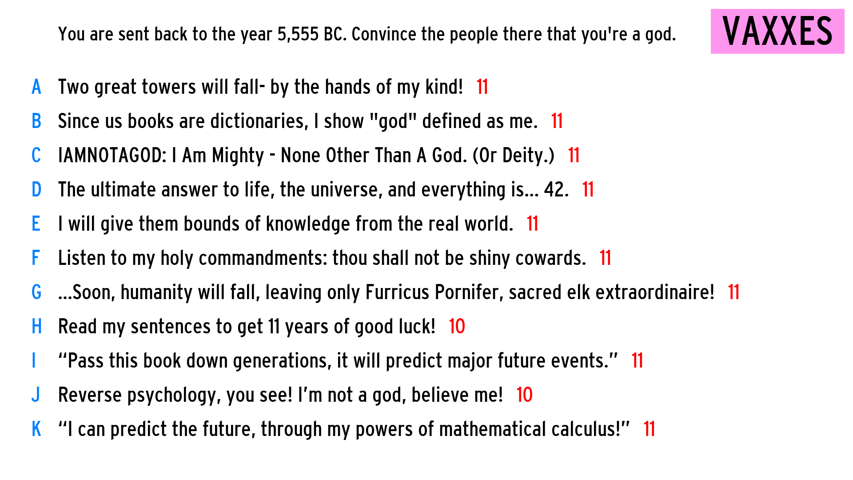 You are sent back to the year 5,555 BC. Convince the people there that you're a god.
VAXXES
A Two great towers will fall- by the hands of my kind! 11
B Since us books are dictionaries, I show "god" defined as me. 11
C IAMNOTAGOD: I Am Mighty - None Other Than A God. (Or Deity.) 11
D The ultimate answer to life, the universe, and everything is... 42. 11
E I will give them bounds of knowledge from the real world. 11
F Listen to my holy commandments: thou shall not be shiny cowards. 11
G ...Soon, humanity will fall, leaving only Furricus Pornifer, sacred elk extraordinaire! 11
H Read my sentences to get 11 years of good luck! 10
I “Pass this book down generations, it will predict major future events.” 11
J Reverse psychology, you see! I’m not a god, believe me! 10
K “I can predict the future, through my powers of mathematical calculus!” 11